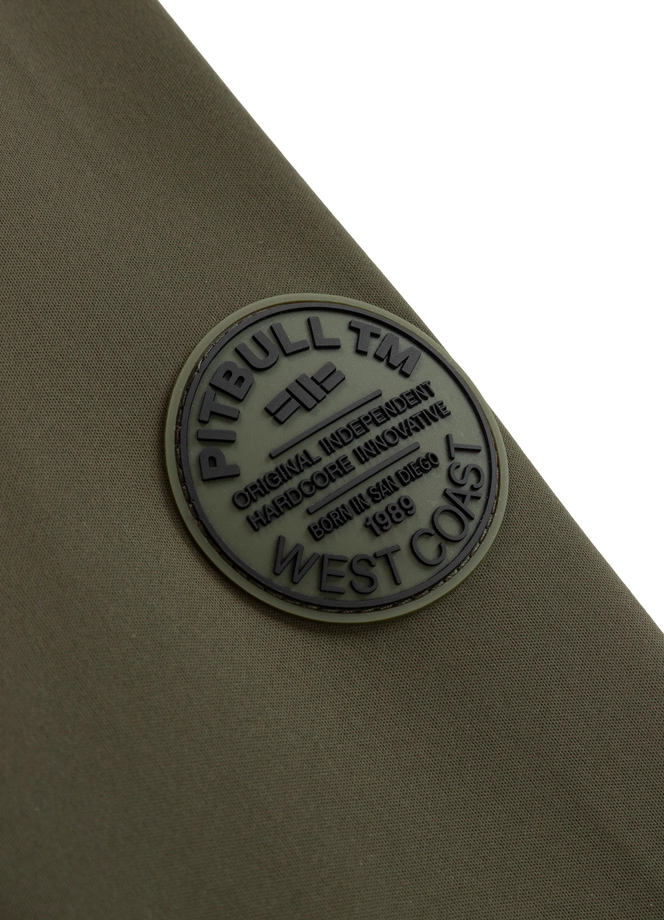 PITBULL TM
ORIGINAL INDEPENDENT
HARDCORE INNOVATIVE
BORN IN SAN DIEGO
1989
WEST COAST